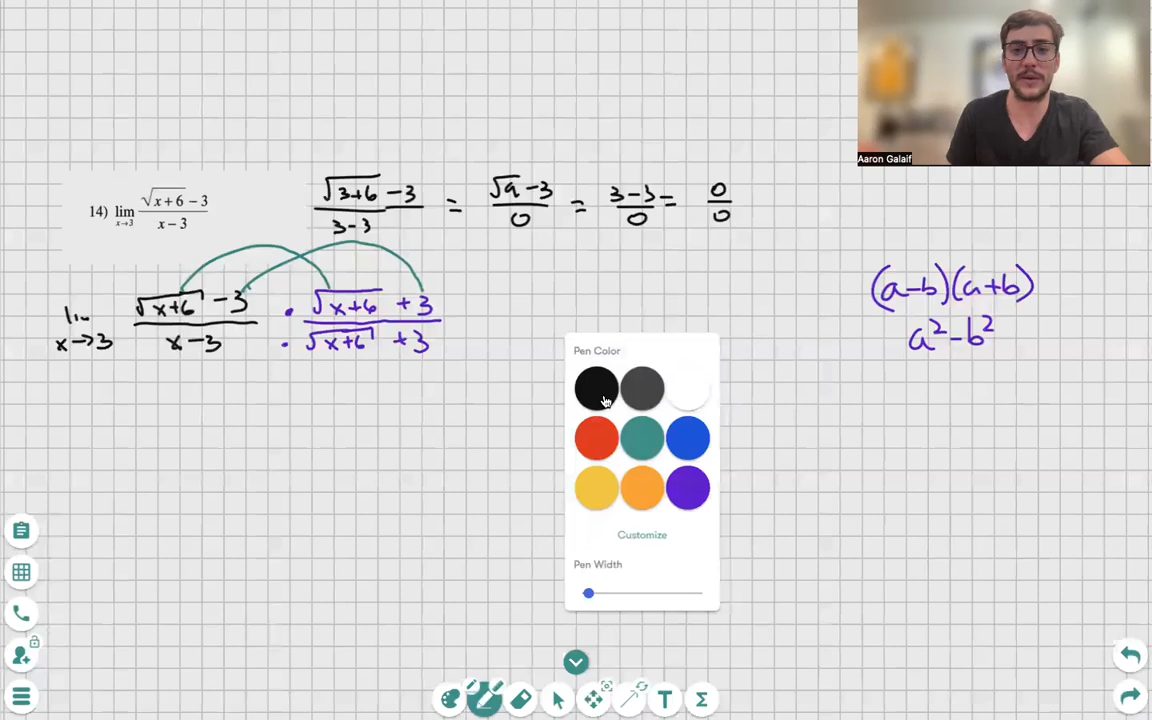 Aaron Galaif
14) lim x→3 (√(x+6) − 3)/(x − 3)
(√(3+6) − 3)/(3−3) = (√9 − 3)/0 = (3−3)/0 = 0/0
lim x→3 (√(x+6) − 3)/(x−3) · (√(x+6) + 3)/(√(x+6) + 3)
(a−b)(a+b)
a² − b²
Pen Color
Customize
Pen Width
T
Σ